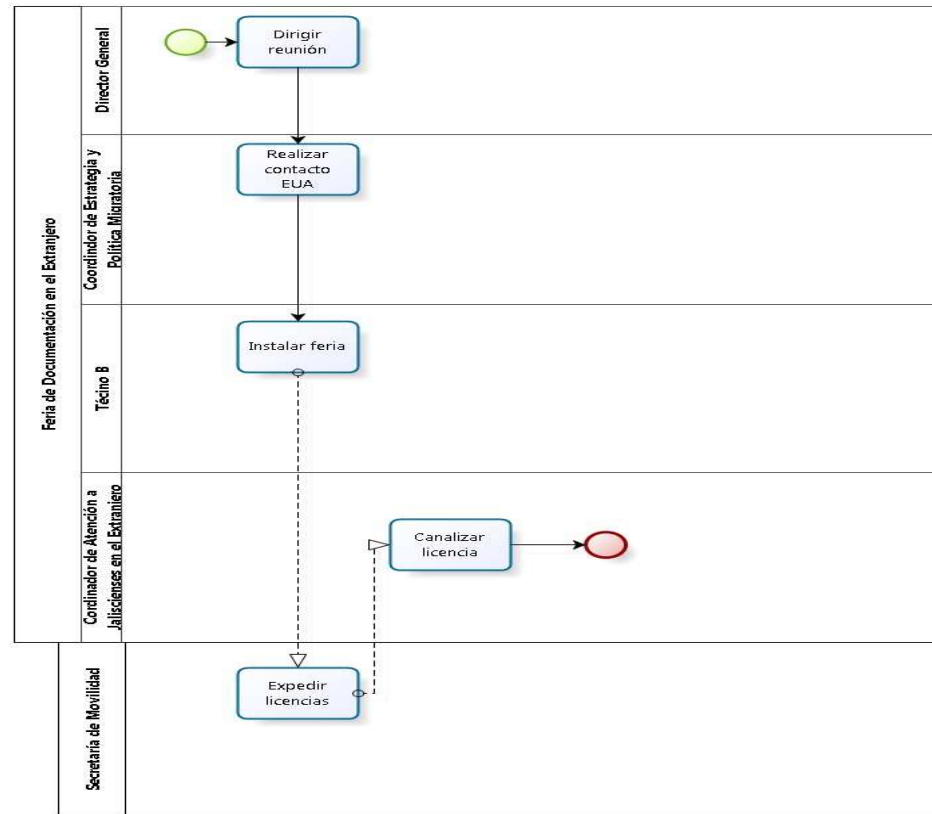 Feria de Documentación en el Extranjero
Director General
Dirigir
reunión
Coordindor de Estrategia y
Política Migratoria
Realizar
contacto
EUA
Técino B
Instalar feria
Cordinador de Atención a
Jaliscienses en el Extranjero
Canalizar
licencia
Secretaría de Movilidad
Expedir
licencias